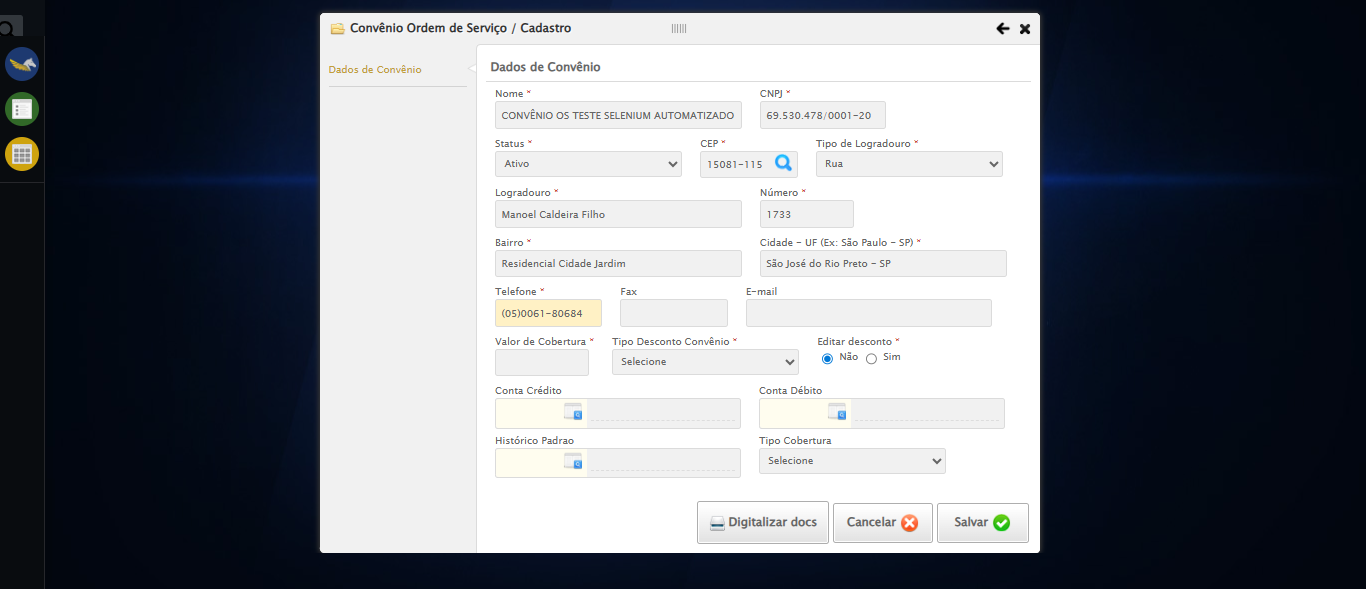 Convênio Ordem de Serviço / Cadastro
Dados de Convênio
Dados de Convênio
Nome * CNPJ *
CONVÊNIO OS TESTE SELENIUM AUTOMATIZADO 69.530.478/0001-20
Status * CEP * Tipo de Logradouro *
Ativo 15081-115 Rua
Logradouro * Número *
Manoel Caldeira Filho 1733
Bairro * Cidade - UF (Ex: São Paulo - SP) *
Residencial Cidade Jardim São José do Rio Preto - SP
Telefone * Fax E-mail
(05)0061-80684
Valor de Cobertura * Tipo Desconto Convênio * Editar desconto *
Selecione Não Sim
Conta Crédito Conta Débito
Histórico Padrao Tipo Cobertura
Selecione
Digitalizar docs Cancelar Salvar